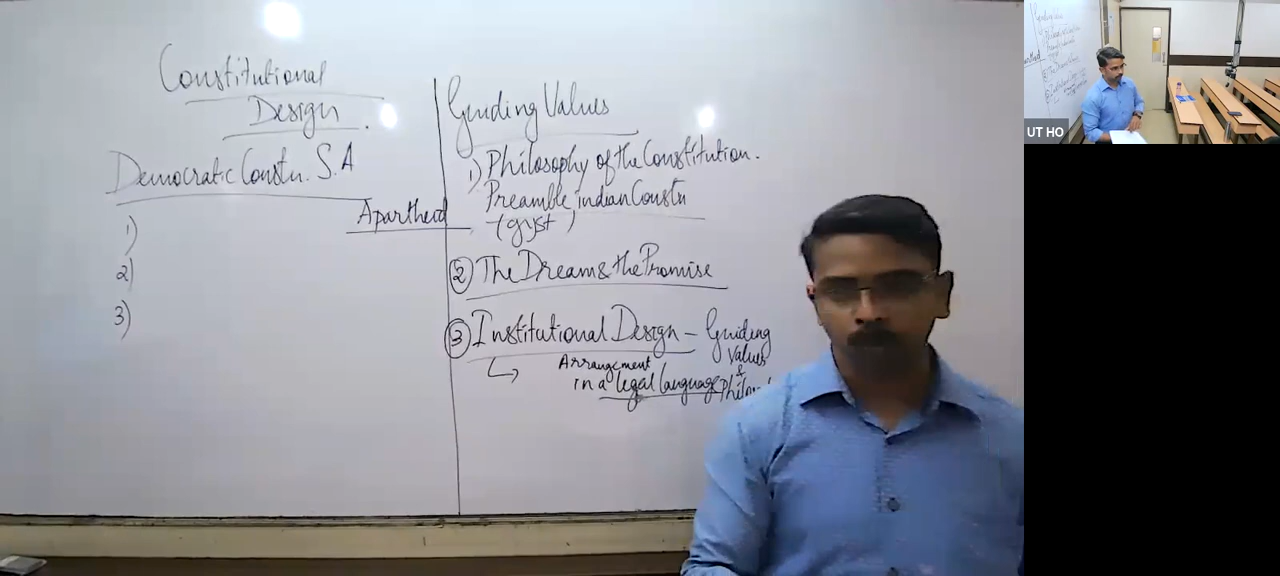 Constitutional
Design.
Democratic Constn. S.A
Apartheid
1)
2)
3)
Guiding Values
1) Philosophy of the Constitution.
Preamble indian Constn
(gyst)
② The Dream & the Promise
③ Institutional Design - Guiding
Values
&
Arrangement
in a legal language
UT HO